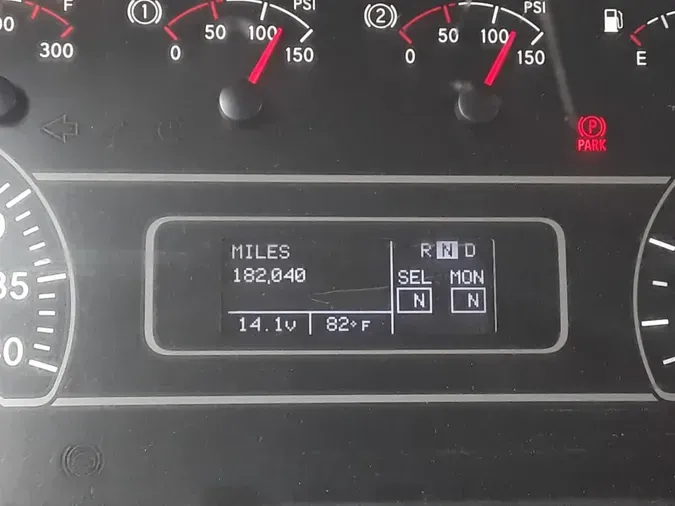 F
300
(1)
0
50
100
PSI
150
(2)
0
50
100
PSI
150
E
(P)
PARK
MILES
182,040
R N D
SEL MON
N N
14.1V 82°F